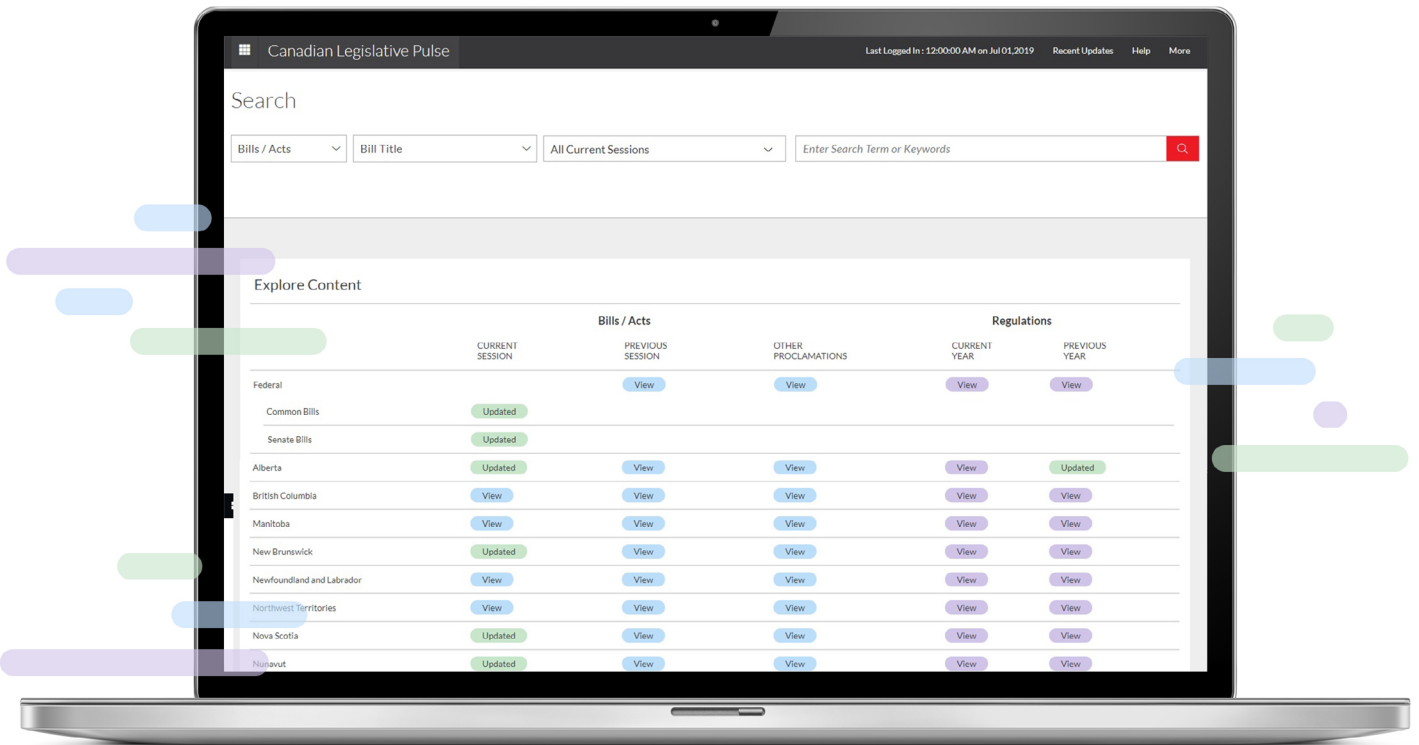 Canadian Legislative Pulse Last Logged In : 12:00:00 AM on Jul 01,2019 Recent Updates Help More
Search
Bills / Acts Bill Title All Current Sessions Enter Search Term or Keywords
Explore Content
Bills / Acts Regulations
CURRENT PREVIOUS OTHER CURRENT PREVIOUS
SESSION SESSION PROCLAMATIONS YEAR YEAR
Federal View View View View
Common Bills Updated
Senate Bills Updated
Alberta Updated View View View Updated
British Columbia View View View View View
Manitoba View View View View View
New Brunswick Updated View View View View
Newfoundland and Labrador View View View View View
Northwest Territories View View View View View
Nova Scotia Updated View View View View
Nunavut Updated View View View View